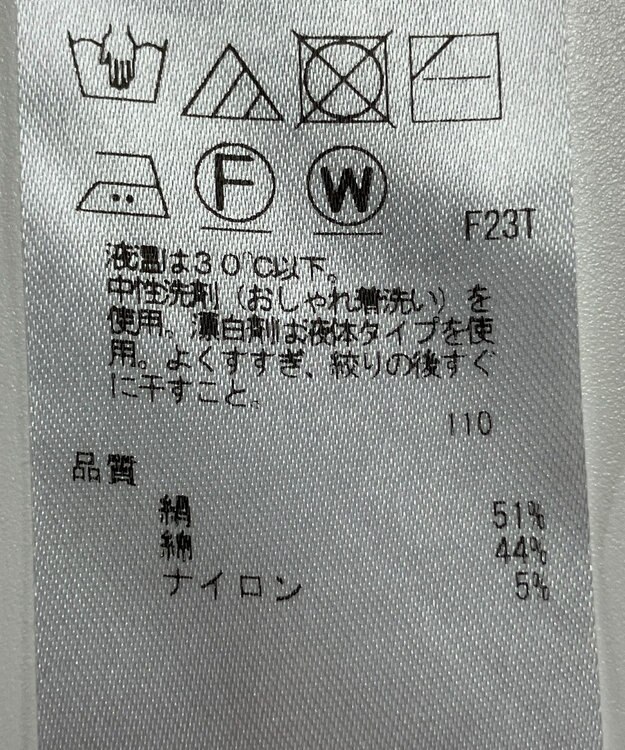 F
W
F23T
液温は30℃以下。
中性洗剤（おしゃれ着洗い）を
使用。漂白剤は液体タイプを使
用。よくすすぎ、絞りの後すぐ
に干すこと。
110
品質
絹 51%
綿 44%
ナイロン 5%